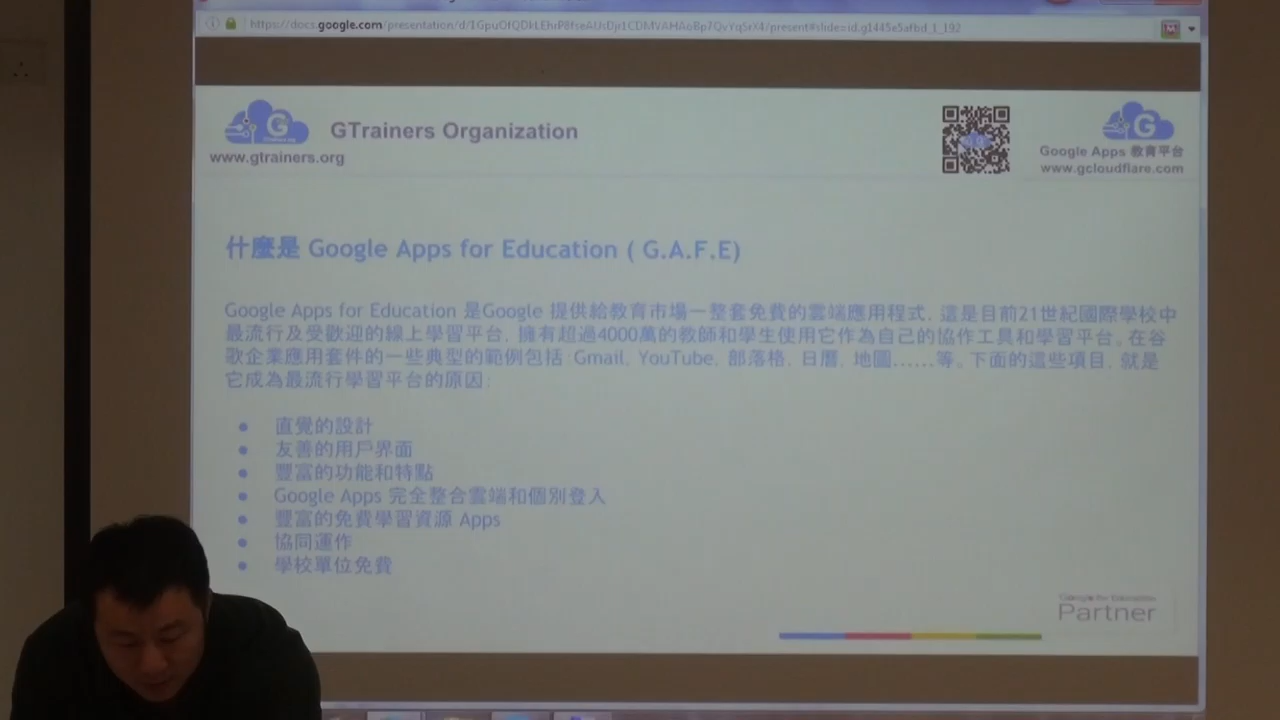 GTrainers Organization
www.gtrainers.org
Google Apps 教育平台
www.gcloudfiare.com
什麼是 Google Apps for Education ( G.A.F.E)
Google Apps for Education 是Google 提供給教育市場一整套免費的雲端應用程式, 這是目前21世紀國際學校中
最流行及受歡迎的線上學習平台, 擁有超過4000萬的教師和學生使用它作為自己的協作工具和學習平台。在谷
歌企業應用套件的一些典型的範例包括: Gmail, YouTube, 部落格, 日曆, 地圖......等。下面的這些項目, 就是
它成為最流行學習平台的原因:
• 直覺的設計
• 友善的用戶界面
• 豐富的功能和特點
• Google Apps 完全整合雲端和個別登入
• 豐富的免費學習資源 Apps
• 協同運作
• 學校單位免費
Google for Education
Partner